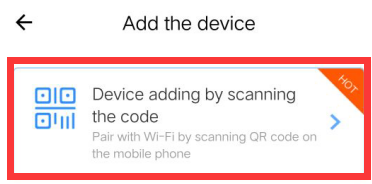 Add the device
HOT
Device adding by scanning
the code
Pair with Wi-Fi by scanning QR code on
the mobile phone